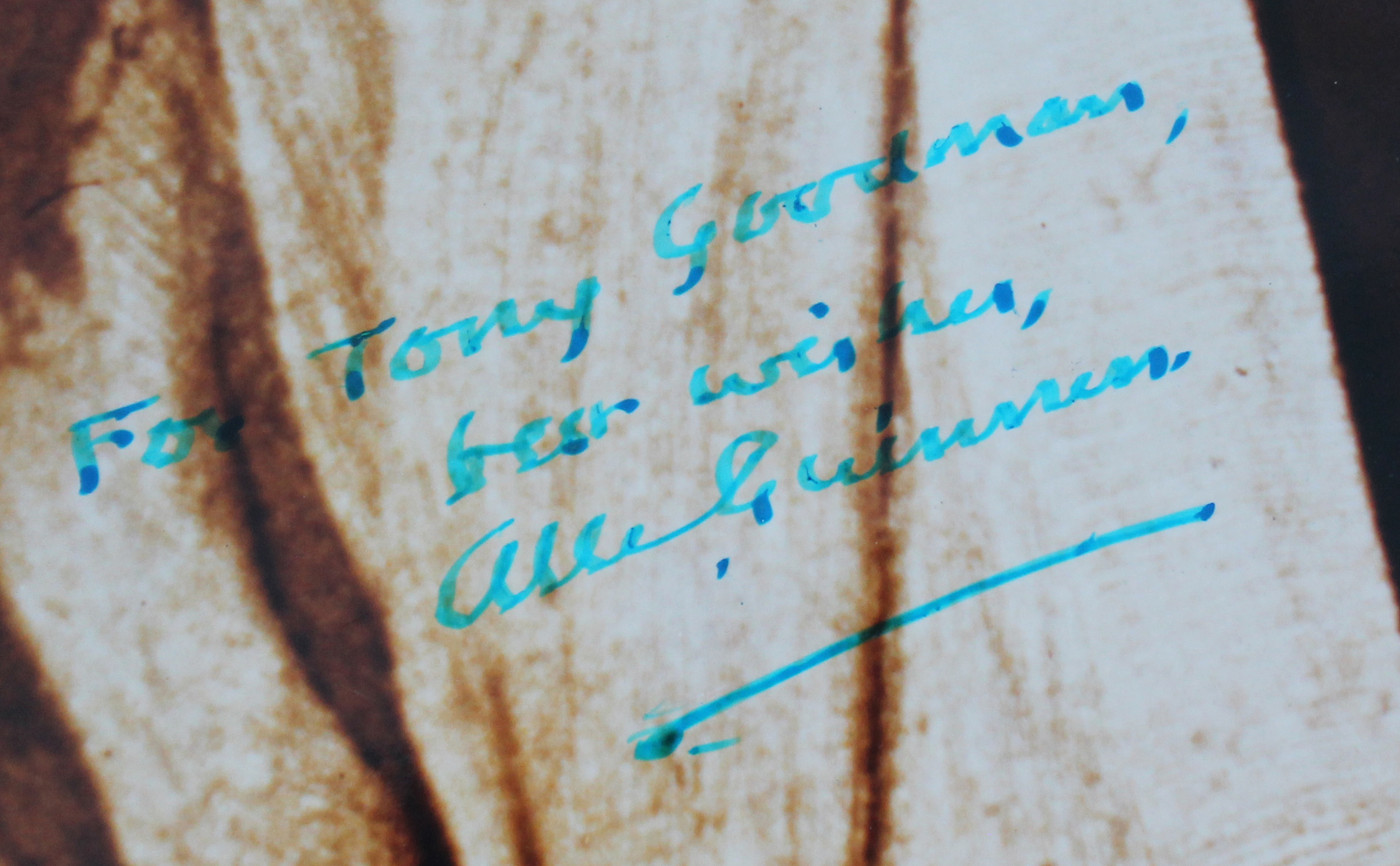 For Tony Goodman,
best wishes,
Alec Guinness.